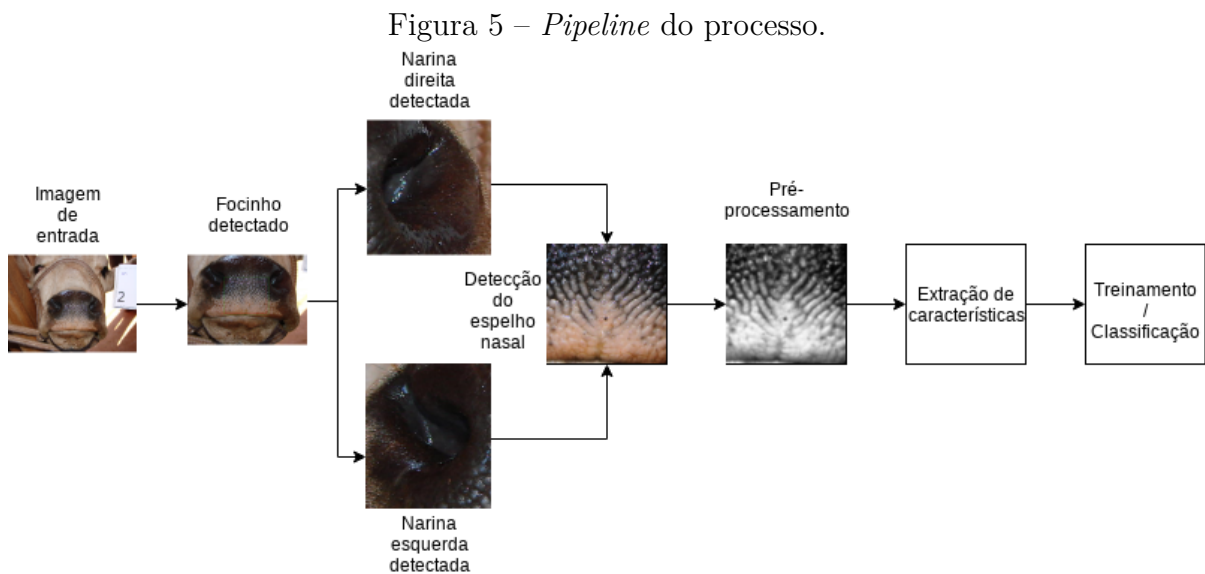 Figura 5 – Pipeline do processo.
Narina
direita
detectada
Imagem
de
entrada
2
Focinho
detectado
Detecção
do
espelho
nasal
Pré-
processamento
Extração de
características
Treinamento
/
Classificação
Narina
esquerda
detectada